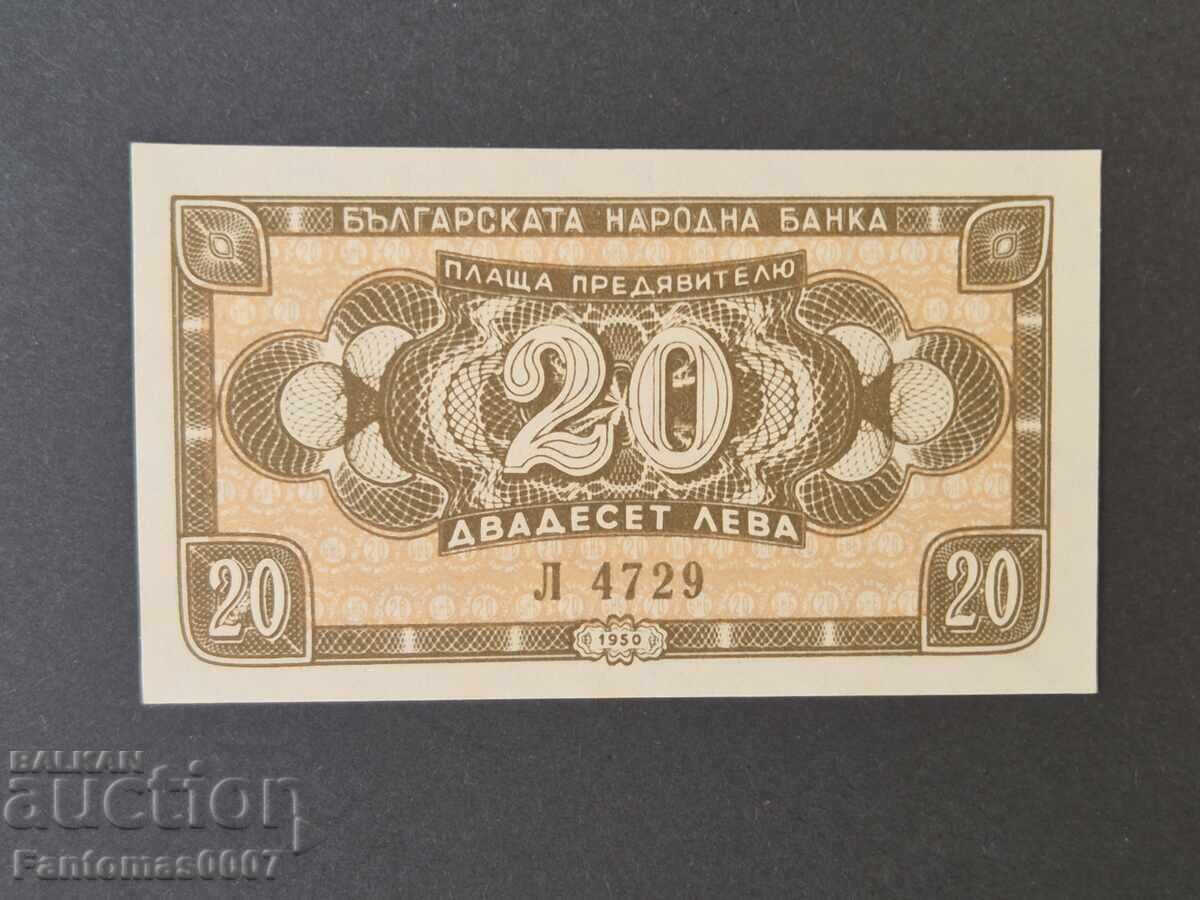 БЪЛГАРСКАТА НАРОДНА БАНКА
ПЛАЩА ПРЕДЯВИТЕЛЮ
20
ДВАДЕСЕТ ЛЕВА
Л 4729
20
20
1950
BALKAN
auction
Fantomas0007